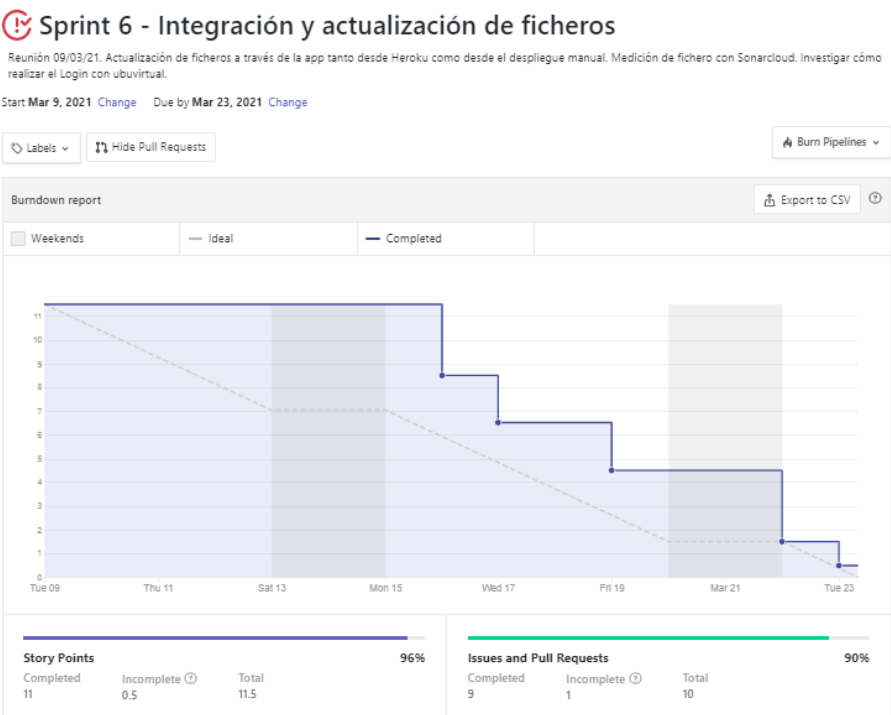 Sprint 6 - Integración y actualización de ficheros
Reunión 09/03/21. Actualización de ficheros a través de la app tanto desde Heroku como desde el despliegue manual. Medición de fichero con Sonarcloud. Investigar cómo
realizar el Login con ubuvirtual.
Start Mar 9, 2021 Change Due by Mar 23, 2021 Change
Labels Hide Pull Requests Burn Pipelines
Burndown report Export to CSV
Weekends Ideal Completed
11
10
9
8
7
6
5
4
3
2
1
0
Tue 09 Thu 11 Sat 13 Mon 15 Wed 17 Fri 19 Mar 21 Tue 23
Story Points 96%
Completed Incomplete Total
11 0.5 11.5
Issues and Pull Requests 90%
Completed Incomplete Total
9 1 10